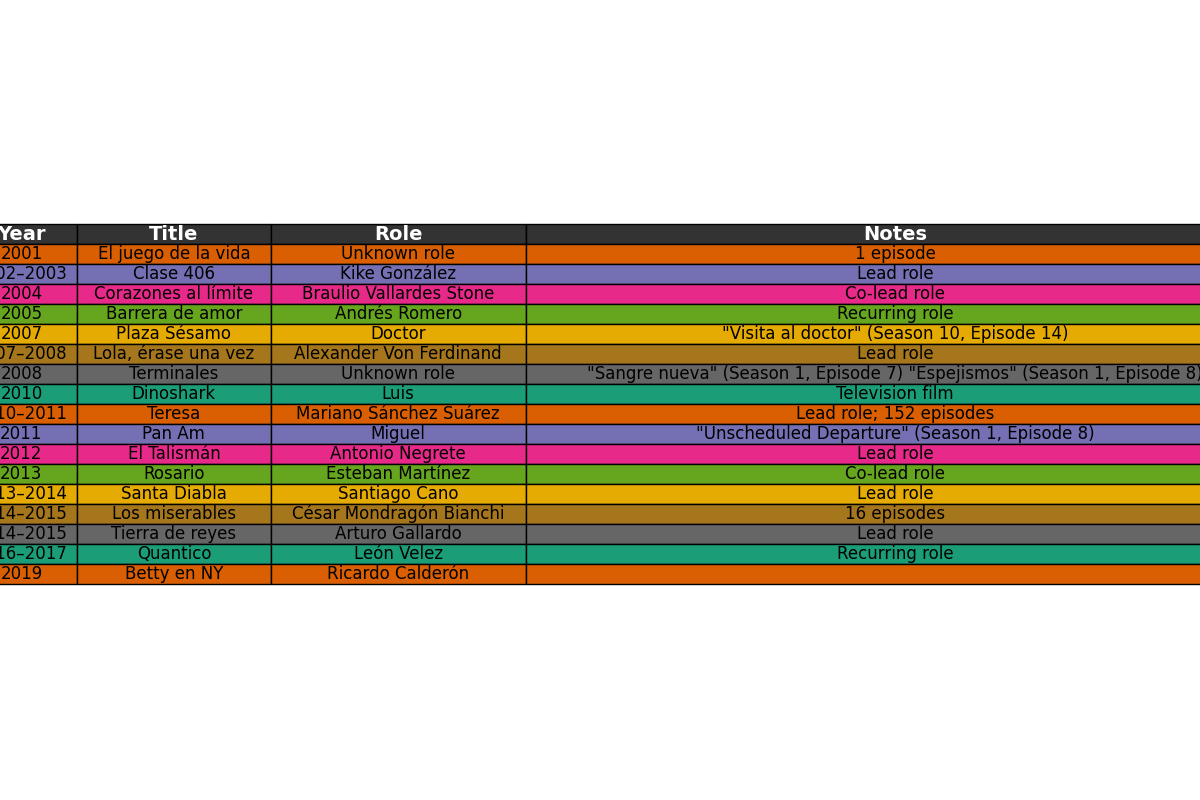 Year Title Role Notes
2001 El juego de la vida Unknown role 1 episode
02–2003 Clase 406 Kike González Lead role
2004 Corazones al límite Braulio Vallardes Stone Co-lead role
2005 Barrera de amor Andrés Romero Recurring role
2007 Plaza Sésamo Doctor "Visita al doctor" (Season 10, Episode 14)
07–2008 Lola, érase una vez Alexander Von Ferdinand Lead role
2008 Terminales Unknown role "Sangre nueva" (Season 1, Episode 7) "Espejismos" (Season 1, Episode 8)
2010 Dinoshark Luis Television film
10–2011 Teresa Mariano Sánchez Suárez Lead role; 152 episodes
2011 Pan Am Miguel "Unscheduled Departure" (Season 1, Episode 8)
2012 El Talismán Antonio Negrete Lead role
2013 Rosario Esteban Martínez Co-lead role
13–2014 Santa Diabla Santiago Cano Lead role
14–2015 Los miserables César Mondragón Bianchi 16 episodes
14–2015 Tierra de reyes Arturo Gallardo Lead role
16–2017 Quantico León Velez Recurring role
2019 Betty en NY Ricardo Calderón